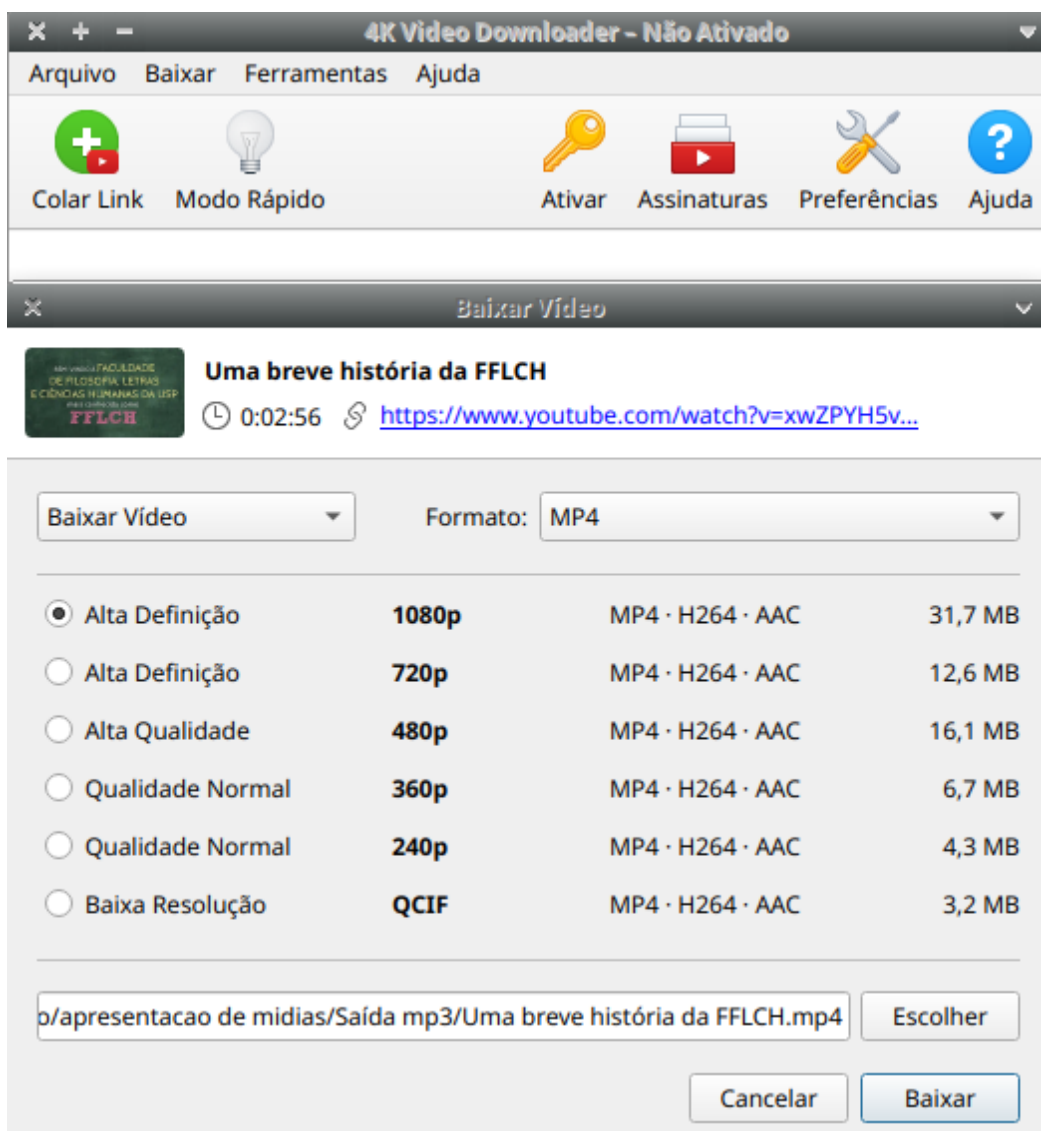 4K Video Downloader – Não Ativado
Arquivo Baixar Ferramentas Ajuda
Colar Link Modo Rápido Ativar Assinaturas Preferências Ajuda
Baixar Vídeo
FACULDADE
DE FILOSOFIA, LETRAS
E CIÊNCIAS HUMANAS DA USP
FFLCH
Uma breve história da FFLCH
0:02:56 https://www.youtube.com/watch?v=xwZPYH5v...
Baixar Vídeo Formato: MP4
Alta Definição 1080p MP4 · H264 · AAC 31,7 MB
Alta Definição 720p MP4 · H264 · AAC 12,6 MB
Alta Qualidade 480p MP4 · H264 · AAC 16,1 MB
Qualidade Normal 360p MP4 · H264 · AAC 6,7 MB
Qualidade Normal 240p MP4 · H264 · AAC 4,3 MB
Baixa Resolução QCIF MP4 · H264 · AAC 3,2 MB
o/apresentacao de midias/Saída mp3/Uma breve história da FFLCH.mp4 Escolher
Cancelar Baixar